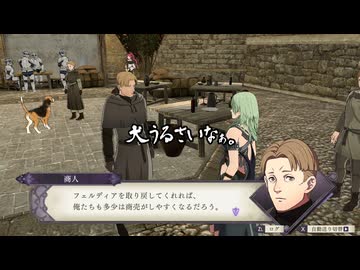 犬うるさいなぁ。
商人
フェルディアを取り戻してくれれば、
俺たちも多少は商売がしやすくなるだろう。
ログ
X 自動送り切替